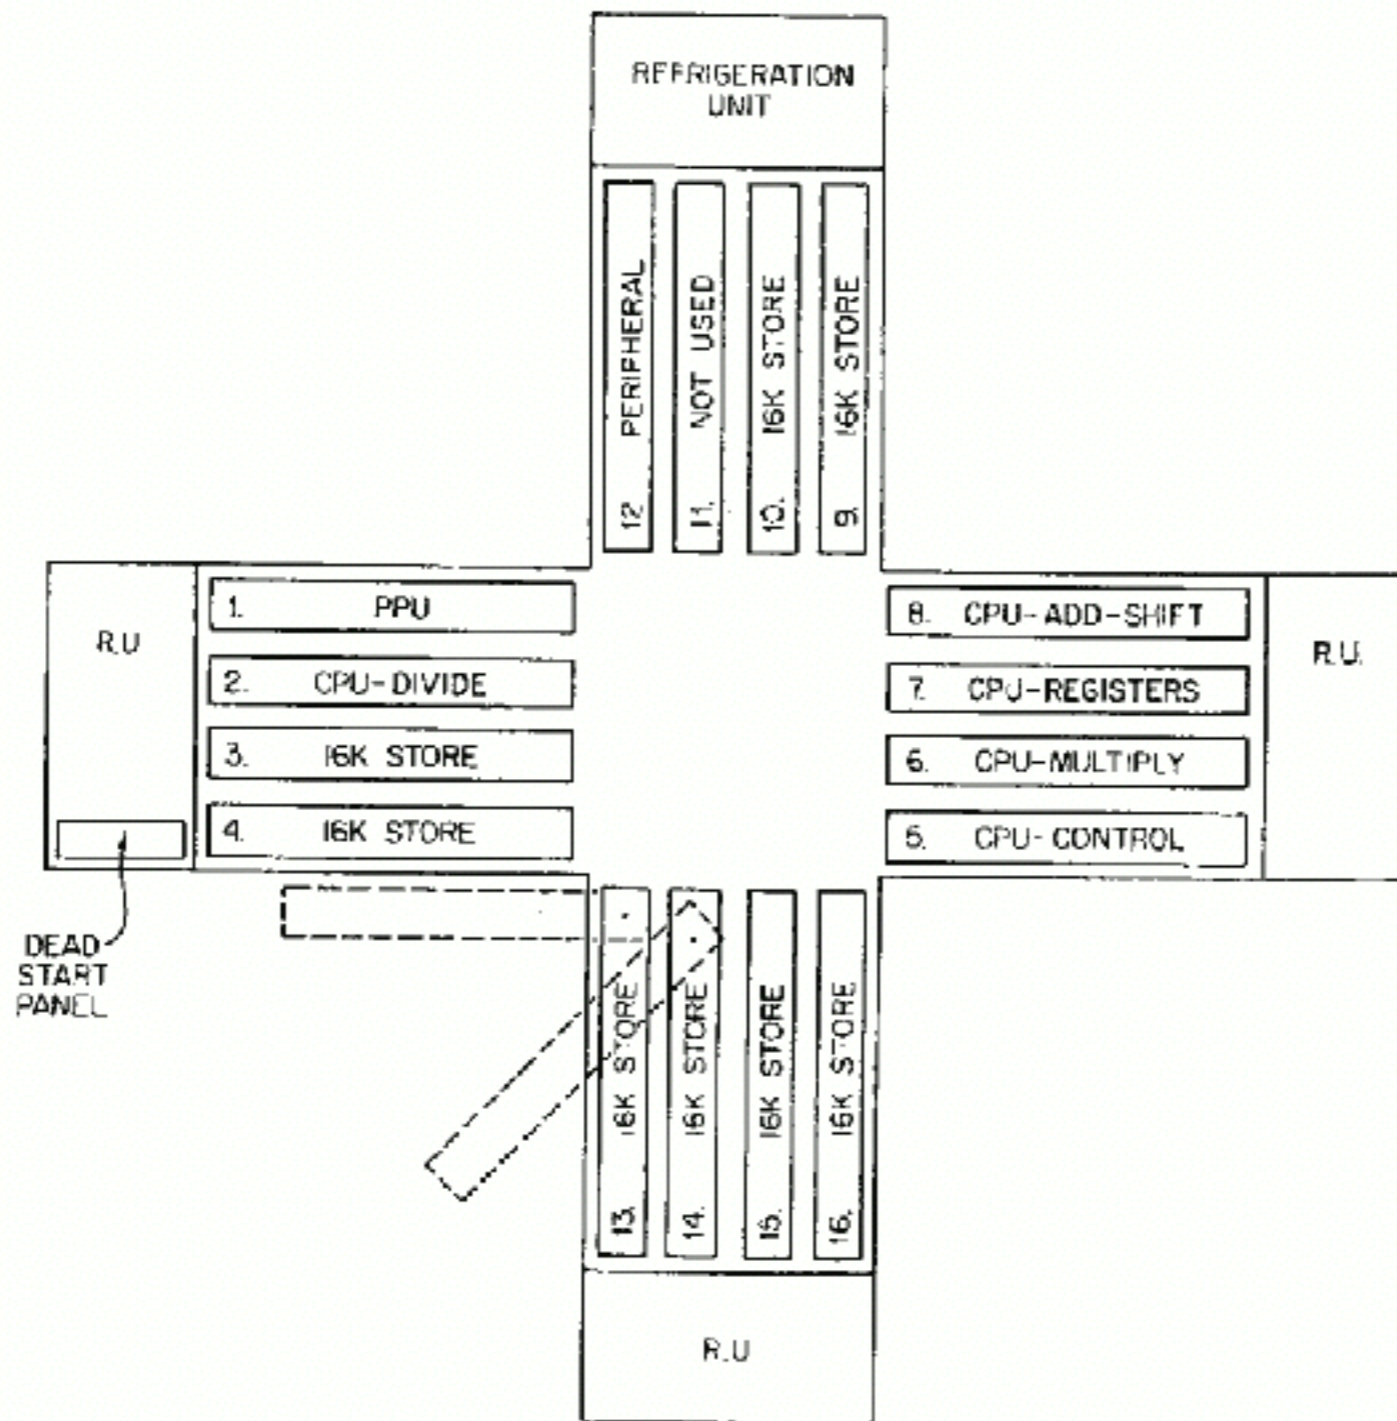 REFRIGERATION
UNIT
12. PERIPHERAL
11. NOT USED
10. 16K STORE
9. 16K STORE
R.U
1. PPU
2. CPU-DIVIDE
3. 16K STORE
4. 16K STORE
8. CPU-ADD-SHIFT
7. CPU-REGISTERS
6. CPU-MULTIPLY
5. CPU-CONTROL
R.U.
DEAD
START
PANEL
13. 16K STORE
14. 16K STORE
15. 16K STORE
16. 16K STORE
R.U